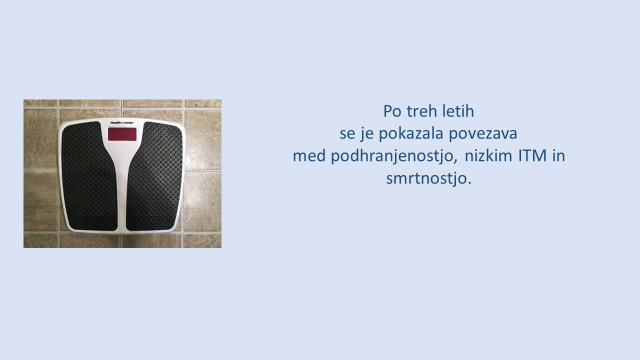 Po treh letih
se je pokazala povezava
med podhranjenostjo, nizkim ITM in
smrtnostjo.